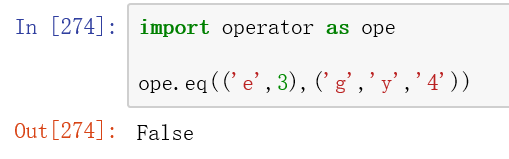 In [274]: import operator as ope
ope.eq(('e',3),('g','y','4'))
Out[274]: False